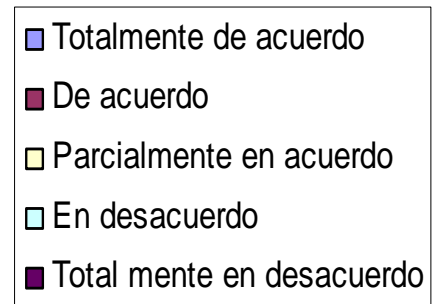 Totalmente de acuerdo
De acuerdo
Parcialmente en acuerdo
En desacuerdo
Total mente en desacuerdo